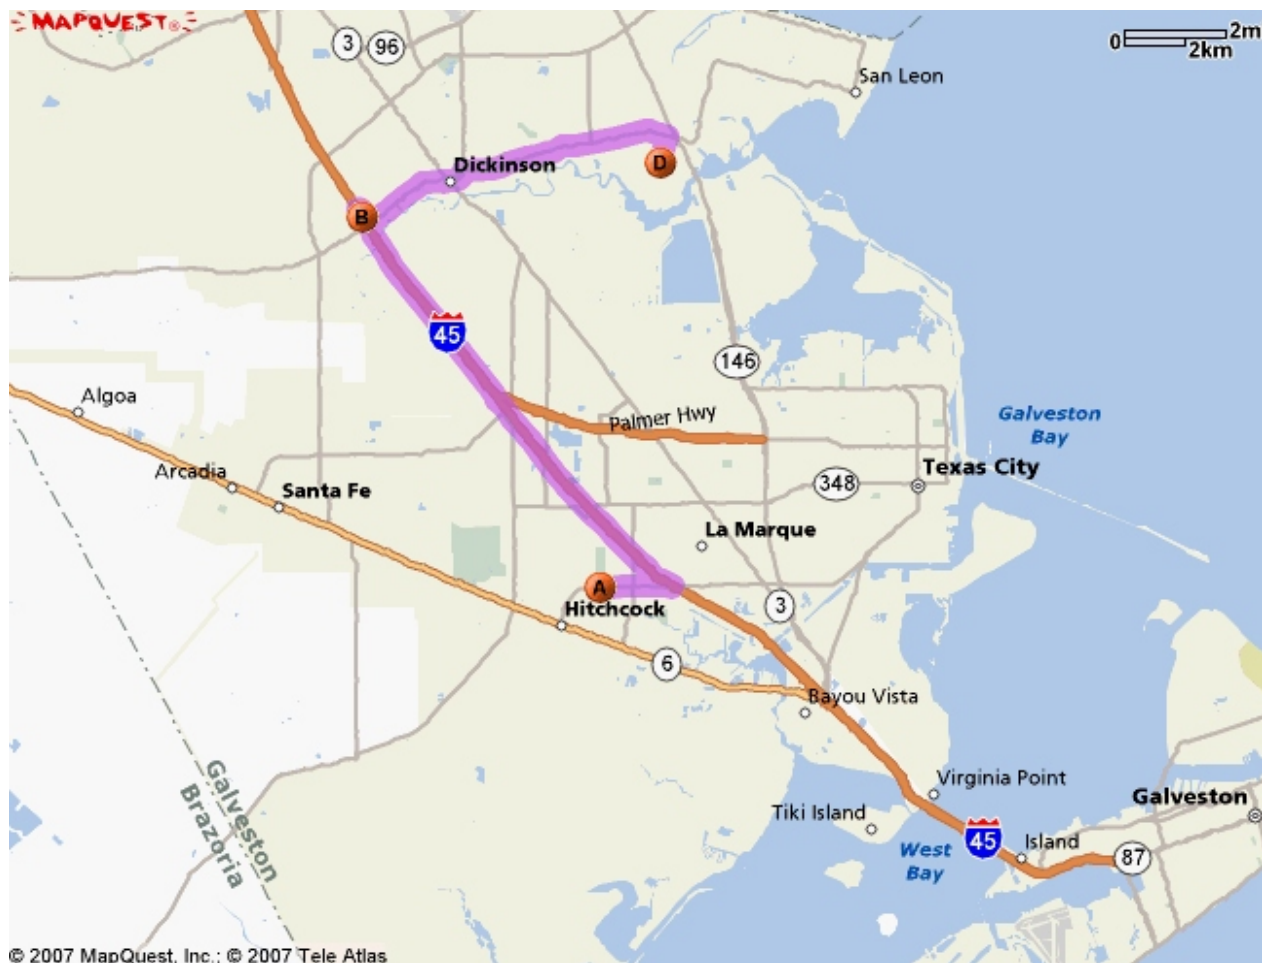 MAPQUEST®
3
96
0
2m
2km
San Leon
Dickinson
D
B
45
146
Algoa
Palmer Hwy
Galveston
Bay
Arcadia
Santa Fe
Texas City
348
La Marque
A
Hitchcock
3
6
Bayou Vista
Galveston
Brazoria
Virginia Point
Tiki Island
Galveston
45
Island
West
Bay
87
© 2007 MapQuest, Inc.; © 2007 Tele Atlas